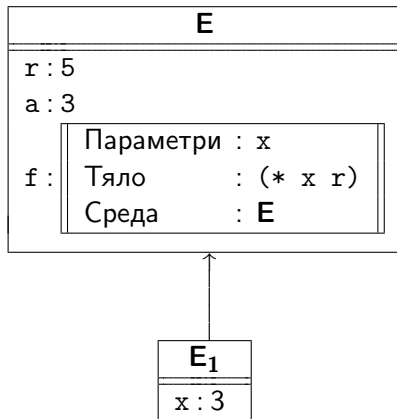 E
r : 5
a : 3
Параметри : x
f : Тяло : (* x r)
Среда : E
E₁
x : 3